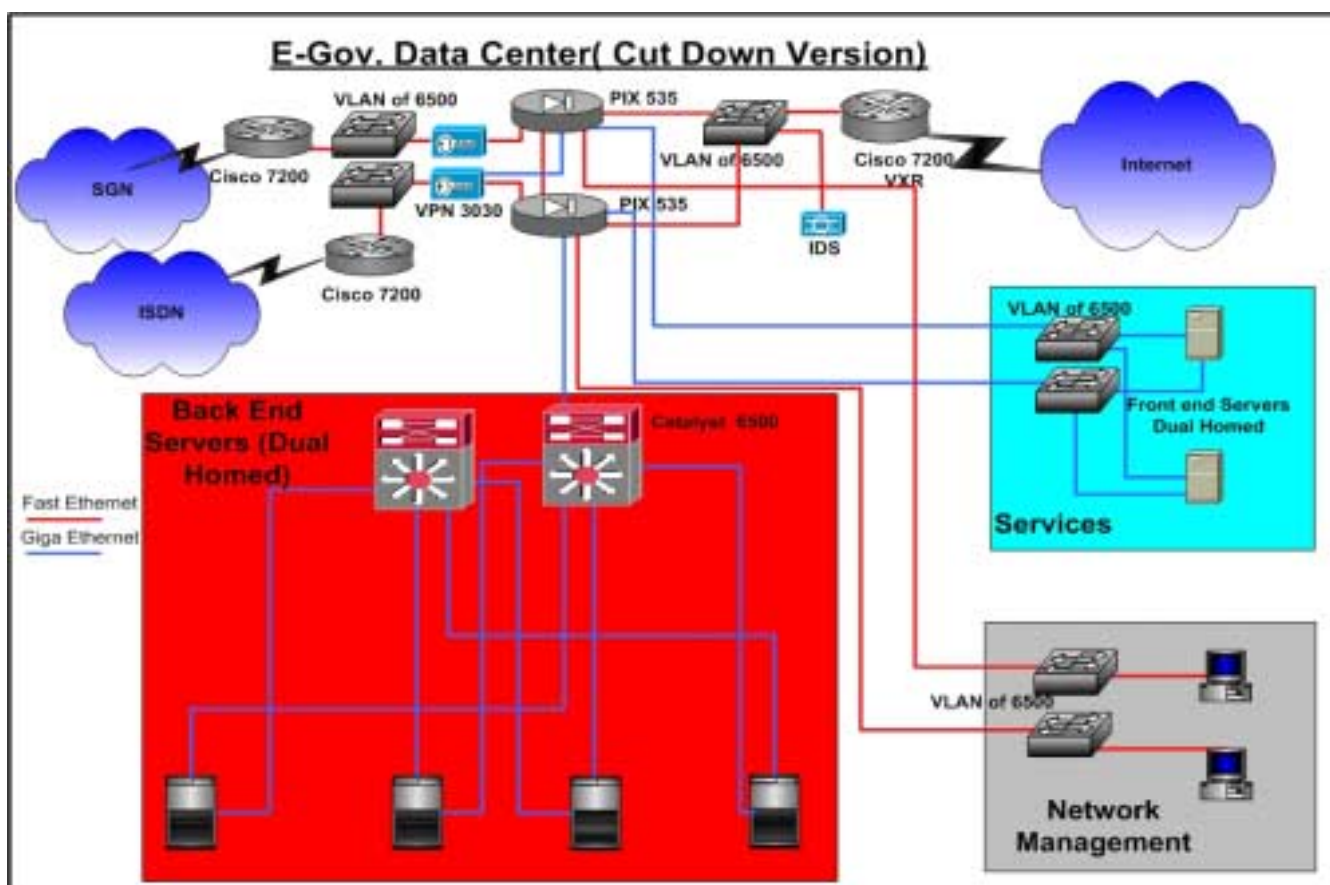 E-Gov. Data Center( Cut Down Version)
VLAN of 6500
PIX 535
SGN
Cisco 7200
VLAN of 6500
Cisco 7200
VXR
Internet
VPN 3030
PIX 535
IDS
ISDN
Cisco 7200
VLAN of 6500
Front end Servers
Dual Homed
Services
Back End
Servers (Dual
Homed)
Catalyst 6500
Fast Ethernet
Giga Ethernet
VLAN of 6500
Network
Management